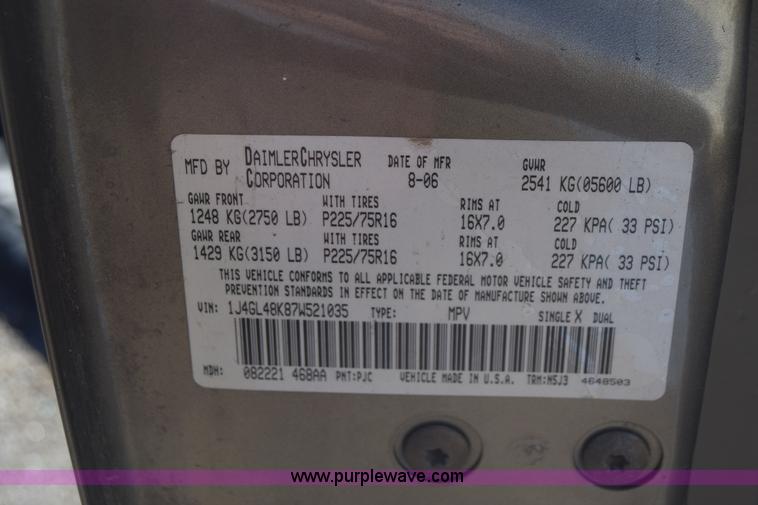 MFD BY DAIMLERCHRYSLER CORPORATION DATE OF MFR 8-06 GVWR 2541 KG(05600 LB)
GAWR FRONT WITH TIRES RIMS AT COLD
1248 KG(2750 LB) P225/75R16 16X7.0 227 KPA( 33 PSI)
GAWR REAR WITH TIRES RIMS AT COLD
1429 KG(3150 LB) P225/75R16 16X7.0 227 KPA( 33 PSI)
THIS VEHICLE CONFORMS TO ALL APPLICABLE FEDERAL MOTOR VEHICLE SAFETY AND THEFT
PREVENTION STANDARDS IN EFFECT ON THE DATE OF MANUFACTURE SHOWN ABOVE.
VIN: 1J4GL48K87W521035 TYPE: MPV SINGLE X DUAL
MDH: 082221 468AA PNT:PJC VEHICLE MADE IN U.S.A. TRM:NSJ3 4648503
www.purplewave.com